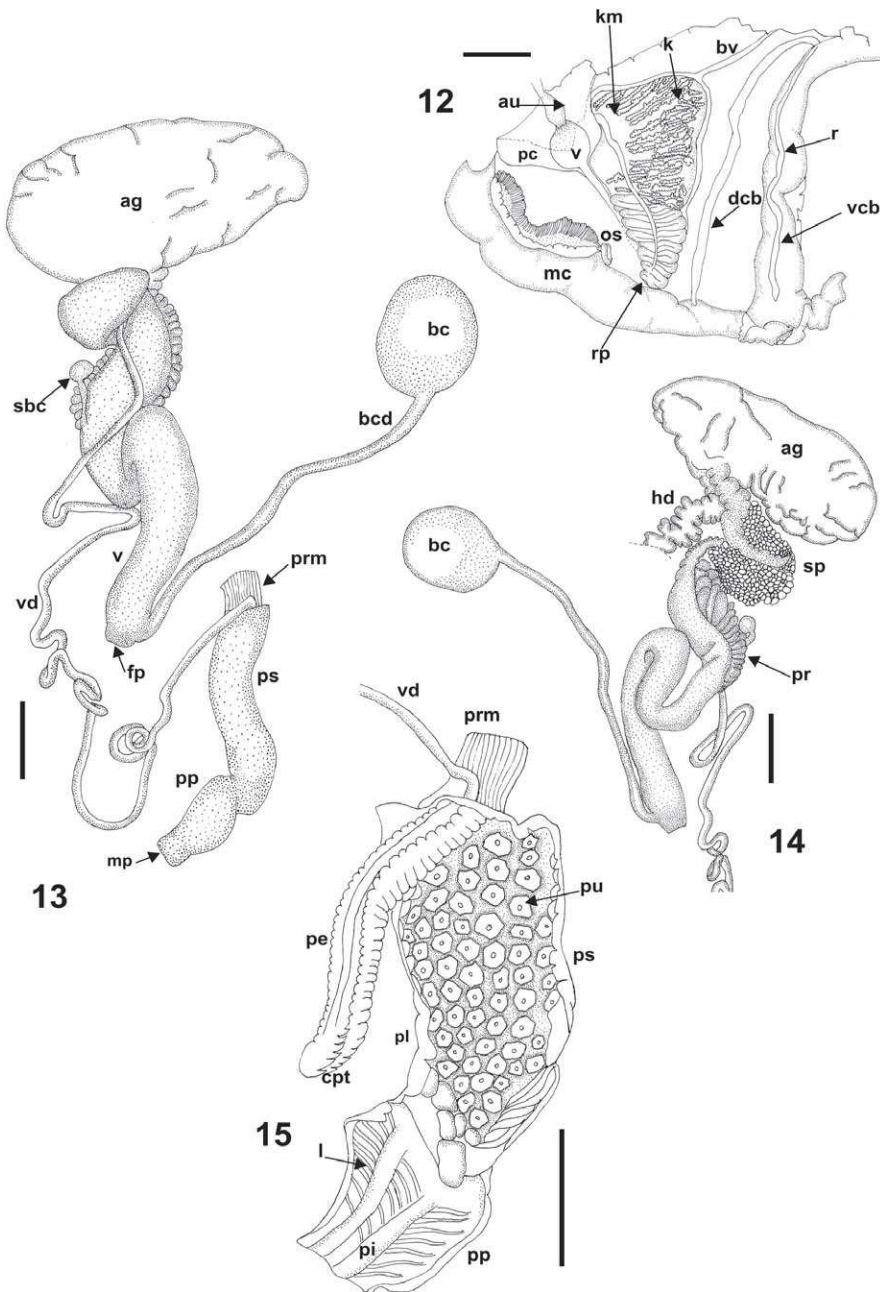 km
k
bv
12
au
v
pc
r
dcb
vcb
os
mc
rp
ag
sbc
bc
bcd
v
vd
fp
prm
ps
pp
mp
13
ag
hd
bc
sp
pr
14
vd
prm
pu
pe
ps
pl
cpt
15
l
pi
pp